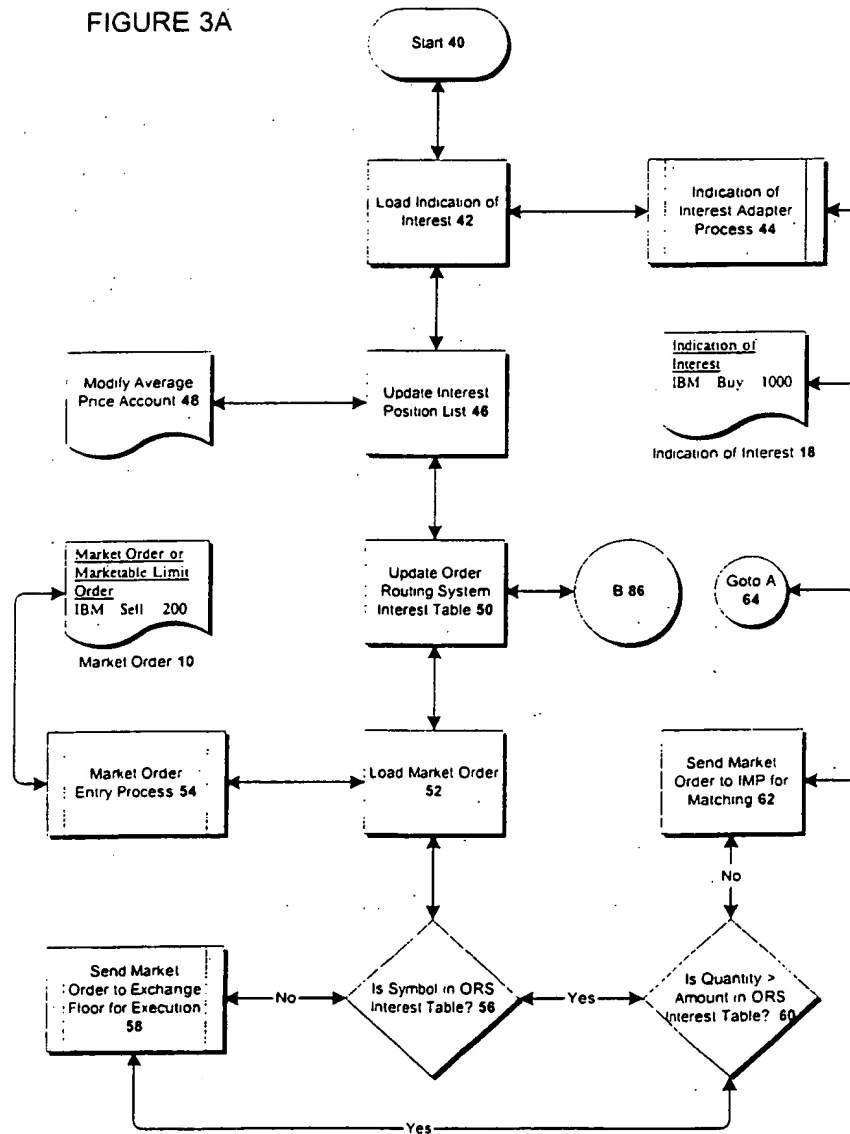 FIGURE 3A
Start 40
Load Indication of
Interest 42
Indication of
Interest Adapter
Process 44
Modify Average
Price Account 48
Update Interest
Position List 46
Indication of
Interest
IBM Buy 1000
Indication of Interest 18
Market Order or
Marketable Limit
Order
IBM Sell 200
Market Order 10
Update Order
Routing System
Interest Table 50
B 86
Goto A
64
Market Order
Entry Process 54
Load Market Order
52
Send Market
Order to IMP for
Matching 62
No
Send Market
Order to Exchange
Floor for Execution
58
No
Is Symbol in ORS
Interest Table? 56
Yes
Is Quantity >
Amount in ORS
Interest Table? 60
Yes